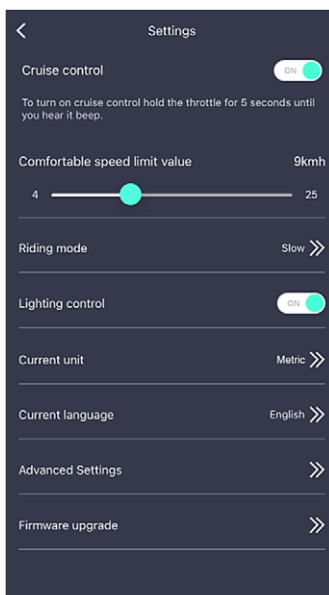 Settings
Cruise control ON
To turn on cruise control hold the throttle for 5 seconds until
you hear it beep.
Comfortable speed limit value 9kmh
4 25
Riding mode Slow
Lighting control ON
Current unit Metric
Current language English
Advanced Settings
Firmware upgrade